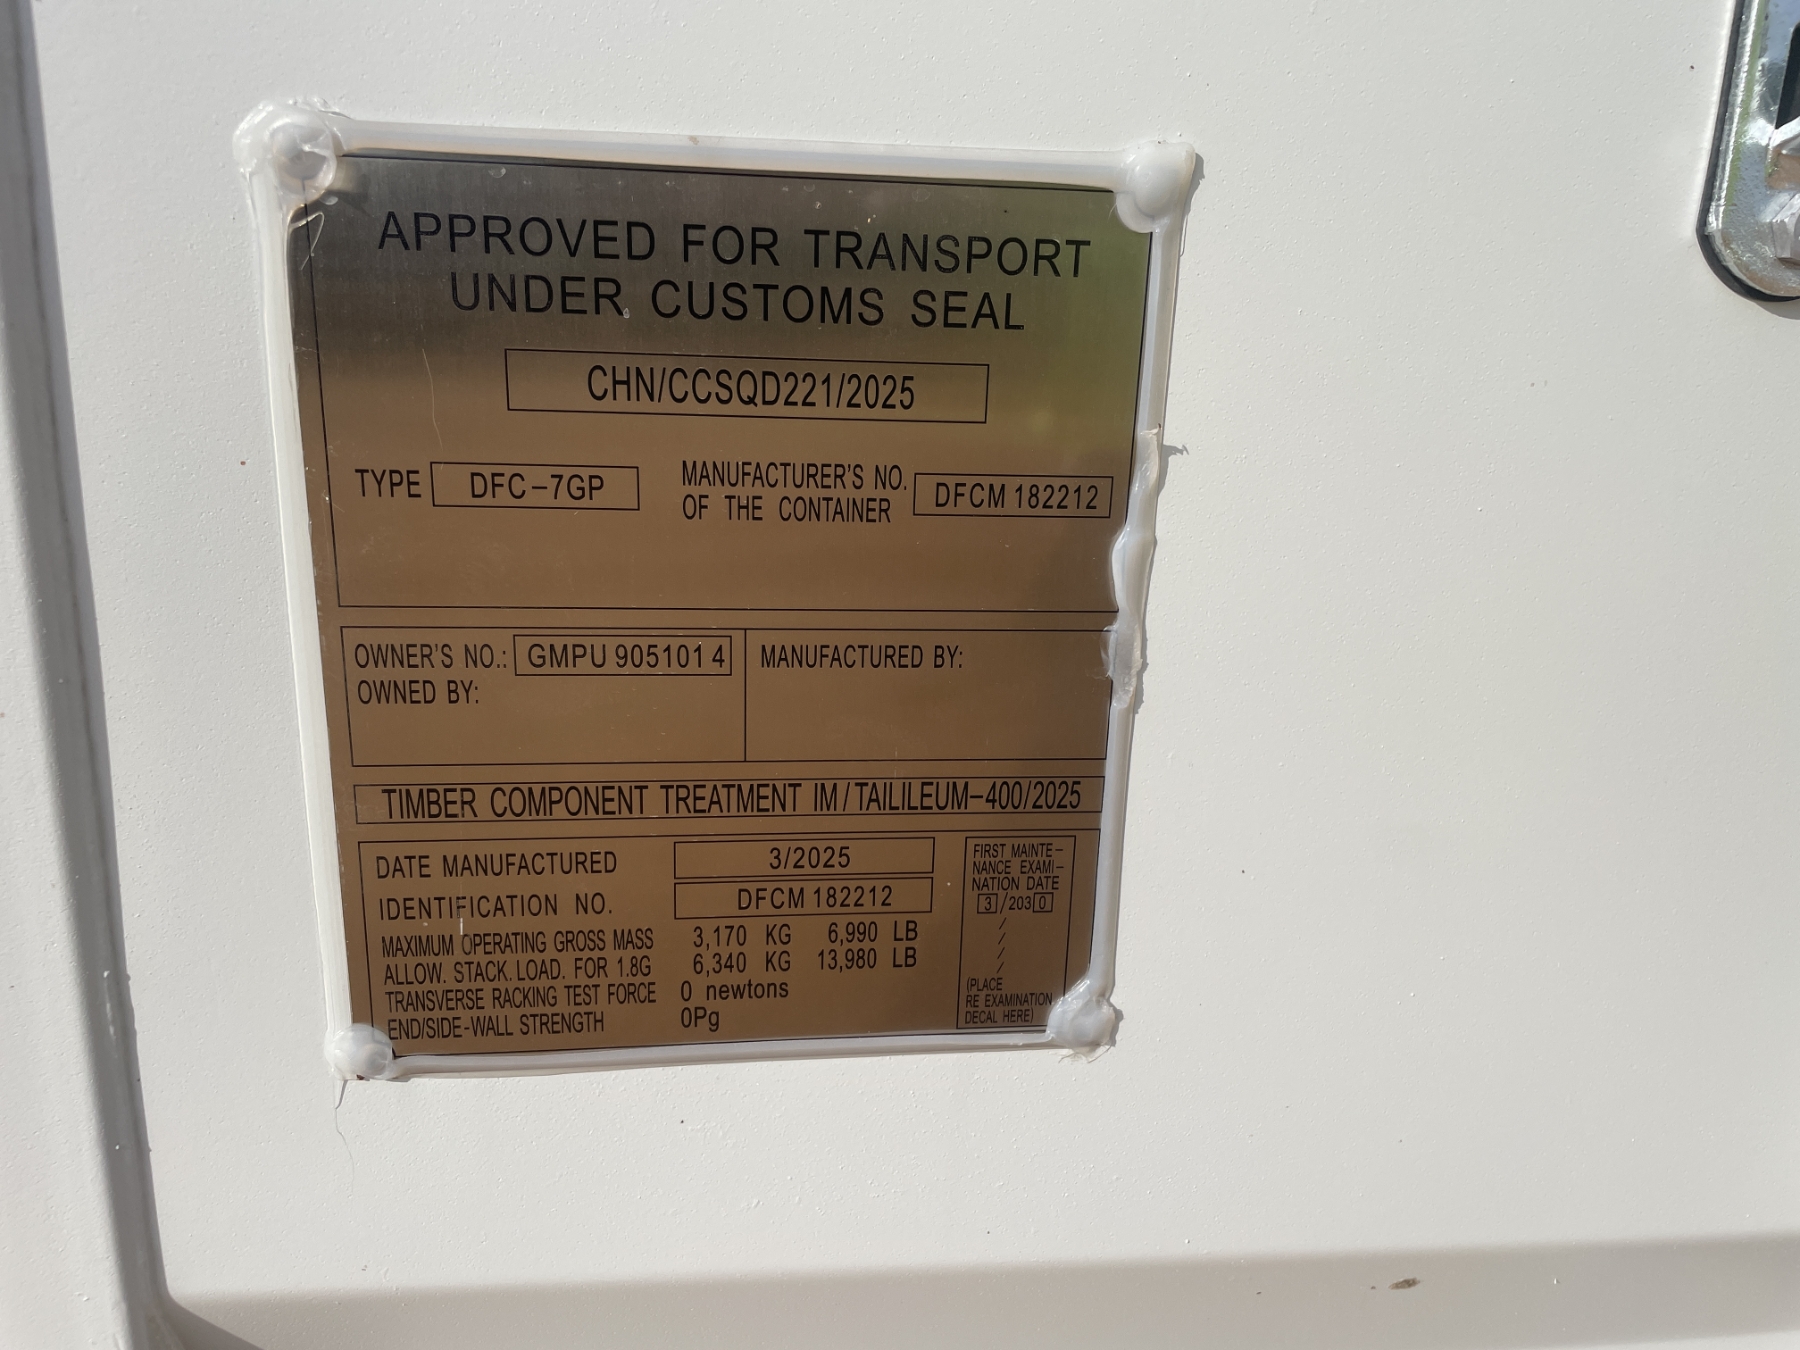 APPROVED FOR TRANSPORT
UNDER CUSTOMS SEAL
CHN/CCSQD221/2025
TYPE DFC-7GP
MANUFACTURER'S NO.
OF THE CONTAINER
DFCM 182212
OWNER'S NO.: GMPU 905101 4
OWNED BY:
MANUFACTURED BY:
TIMBER COMPONENT TREATMENT IM/TAILILEUM-400/2025
DATE MANUFACTURED 3/2025
IDENTIFICATION NO. DFCM 182212
MAXIMUM OPERATING GROSS MASS 3,170 KG 6,990 LB
ALLOW. STACK. LOAD. FOR 1.8G 6,340 KG 13,980 LB
TRANSVERSE RACKING TEST FORCE 0 newtons
END/SIDE-WALL STRENGTH 0Pg
FIRST MAINTE-
NANCE EXAMI-
NATION DATE
3/2030
/
/
/
/
(PLACE
RE EXAMINATION
DECAL HERE)